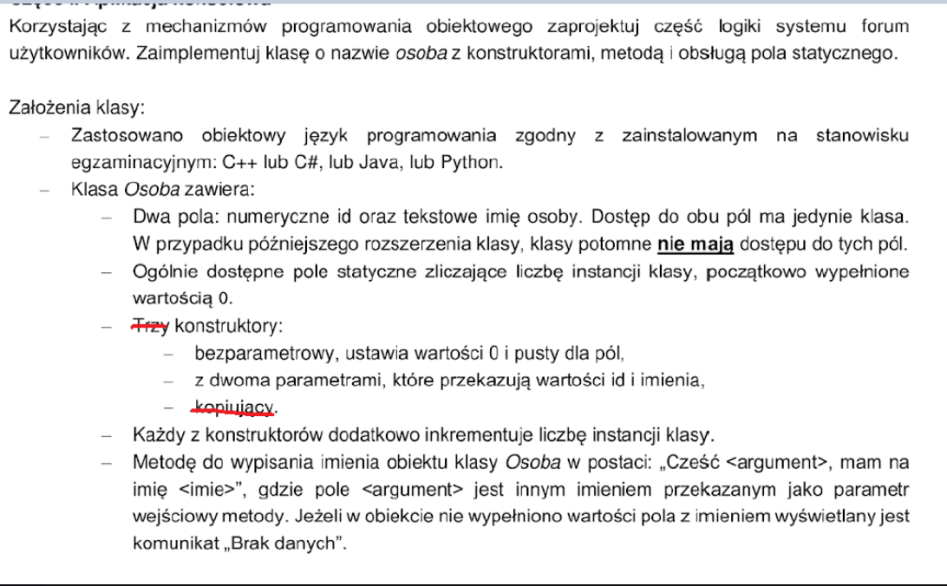 Korzystając z mechanizmów programowania obiektowego zaprojektuj część logiki systemu forum
użytkowników. Zaimplementuj klasę o nazwie osoba z konstruktorami, metodą i obsługą pola statycznego.
Założenia klasy:
– Zastosowano obiektowy język programowania zgodny z zainstalowanym na stanowisku
egzaminacyjnym: C++ lub C#, lub Java, lub Python.
– Klasa Osoba zawiera:
– Dwa pola: numeryczne id oraz tekstowe imię osoby. Dostęp do obu pól ma jedynie klasa.
W przypadku późniejszego rozszerzenia klasy, klasy potomne nie mają dostępu do tych pól.
– Ogólnie dostępne pole statyczne zliczające liczbę instancji klasy, początkowo wypełnione
wartością 0.
– Trzy konstruktory:
– bezparametrowy, ustawia wartości 0 i pusty dla pól,
– z dwoma parametrami, które przekazują wartości id i imienia,
– kopiujący.
– Każdy z konstruktorów dodatkowo inkrementuje liczbę instancji klasy.
– Metodę do wypisania imienia obiektu klasy Osoba w postaci: „Cześć <argument>, mam na
imię <imie>”, gdzie pole <argument> jest innym imieniem przekazanym jako parametr
wejściowy metody. Jeżeli w obiekcie nie wypełniono wartości pola z imieniem wyświetlany jest
komunikat „Brak danych”.